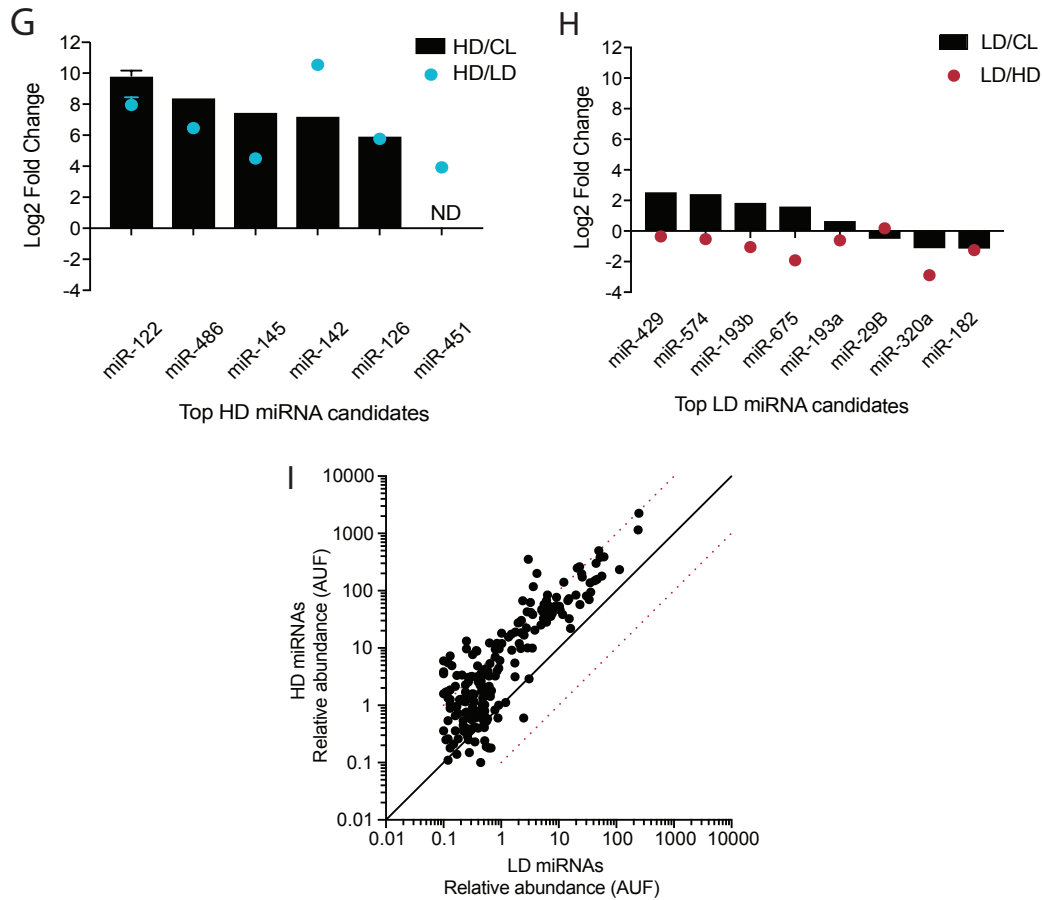 G
12
10
8
6
4
2
0
-2
-4
Log2 Fold Change
HD/CL
HD/LD
ND
miR-122
miR-486
miR-145
miR-142
miR-126
miR-451
Top HD miRNA candidates
H
12
10
8
6
4
2
0
-2
-4
Log2 Fold Change
LD/CL
LD/HD
miR-429
miR-574
miR-193b
miR-675
miR-193a
miR-29B
miR-320a
miR-182
Top LD miRNA candidates
I
10000
1000
100
10
1
0.1
0.01
HD miRNAs
Relative abundance (AUF)
0.01
0.1
1
10
100
1000
10000
LD miRNAs
Relative abundance (AUF)